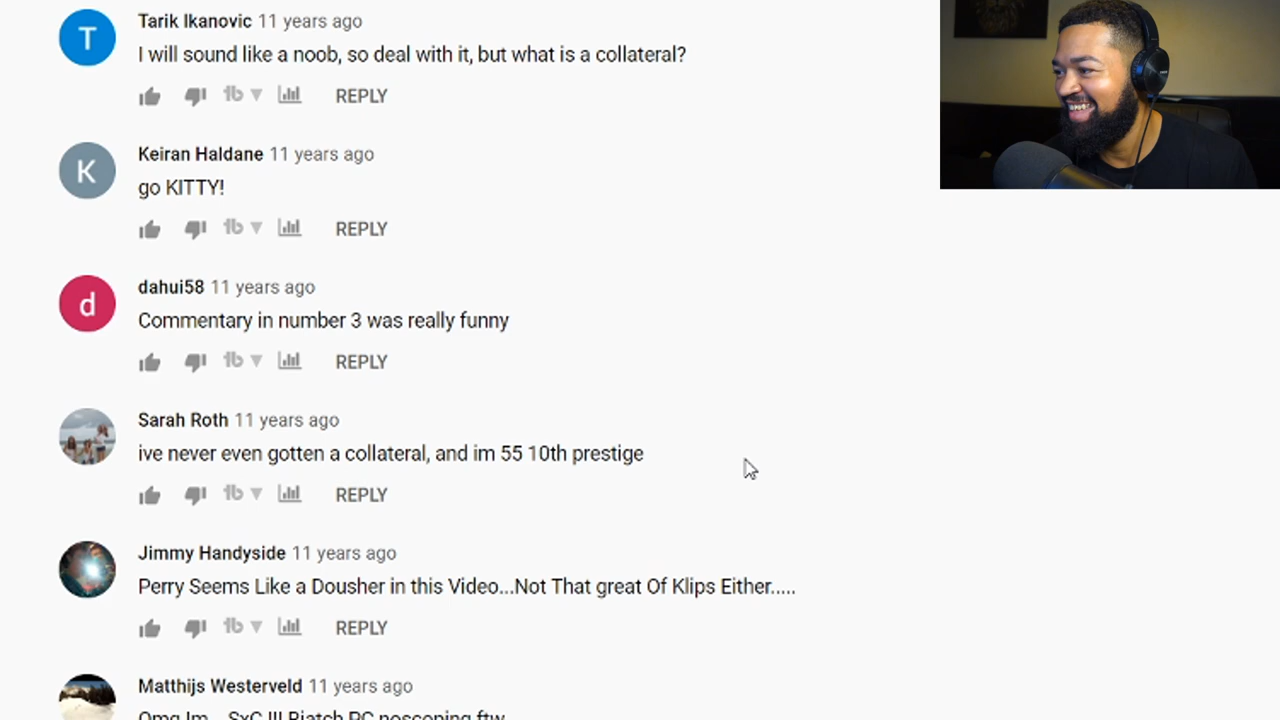 T
Tarik Ikanovic 11 years ago
I will sound like a noob, so deal with it, but what is a collateral?
REPLY
K
Keiran Haldane 11 years ago
go KITTY!
REPLY
d
dahui58 11 years ago
Commentary in number 3 was really funny
REPLY
Sarah Roth 11 years ago
ive never even gotten a collateral, and im 55 10th prestige
REPLY
Jimmy Handyside 11 years ago
Perry Seems Like a Dousher in this Video...Not That great Of Klips Either.....
REPLY
Matthijs Westerveld 11 years ago
nosconing ftw